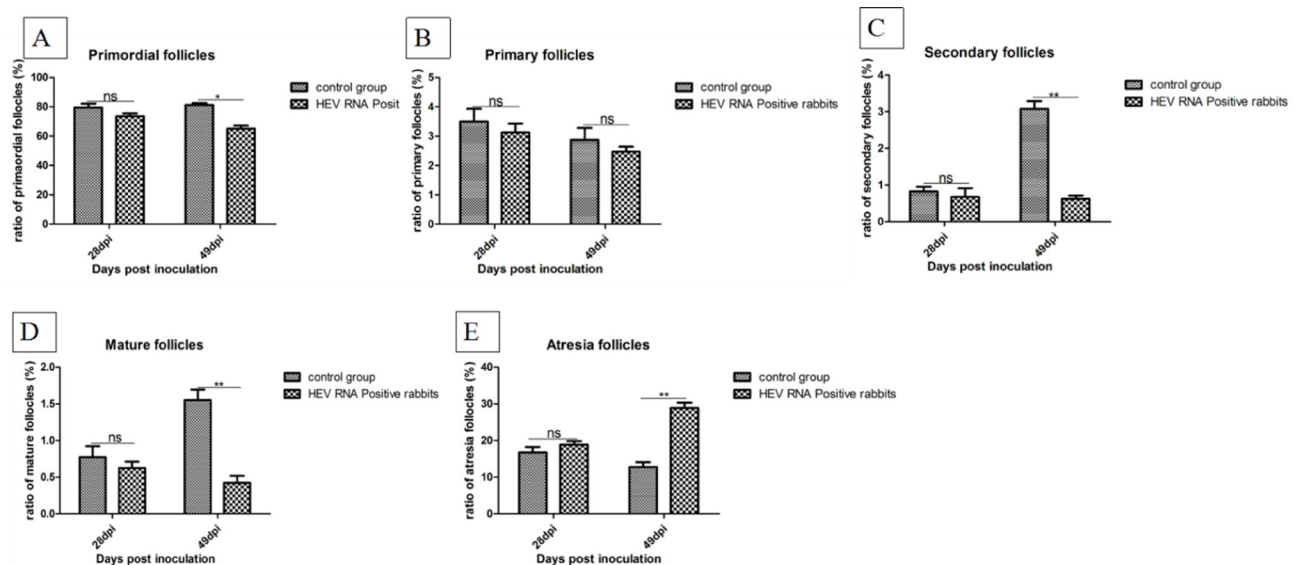 A
Primordial follicles
ratio of primaordial follocles (%)
100
80
60
40
20
0
ns
*
28dpi
49dpi
Days post inoculation
control group
HEV RNA Posit
B
Primary follicles
ratio of primary follocles (%)
5
4
3
2
1
0
ns
ns
28dpi
49dpi
Days post inoculation
control group
HEV RNA Positive rabbits
C
Secondary follicles
ratio of secondary follocles (%)
4
3
2
1
0
ns
**
28dpi
49dpi
Days post inoculation
control group
HEV RNA Positive rabbits
D
Mature follicles
ratio of mature follocles (%)
2.0
1.5
1.0
0.5
0.0
ns
**
28dpi
49dpi
Days post inoculation
control group
HEV RNA Positive rabbits
E
Atresia follicles
ratio of atresia follocles (%)
40
30
20
10
0
ns
**
28dpi
49dpi
Days post inoculation
control group
HEV RNA Positive rabbits